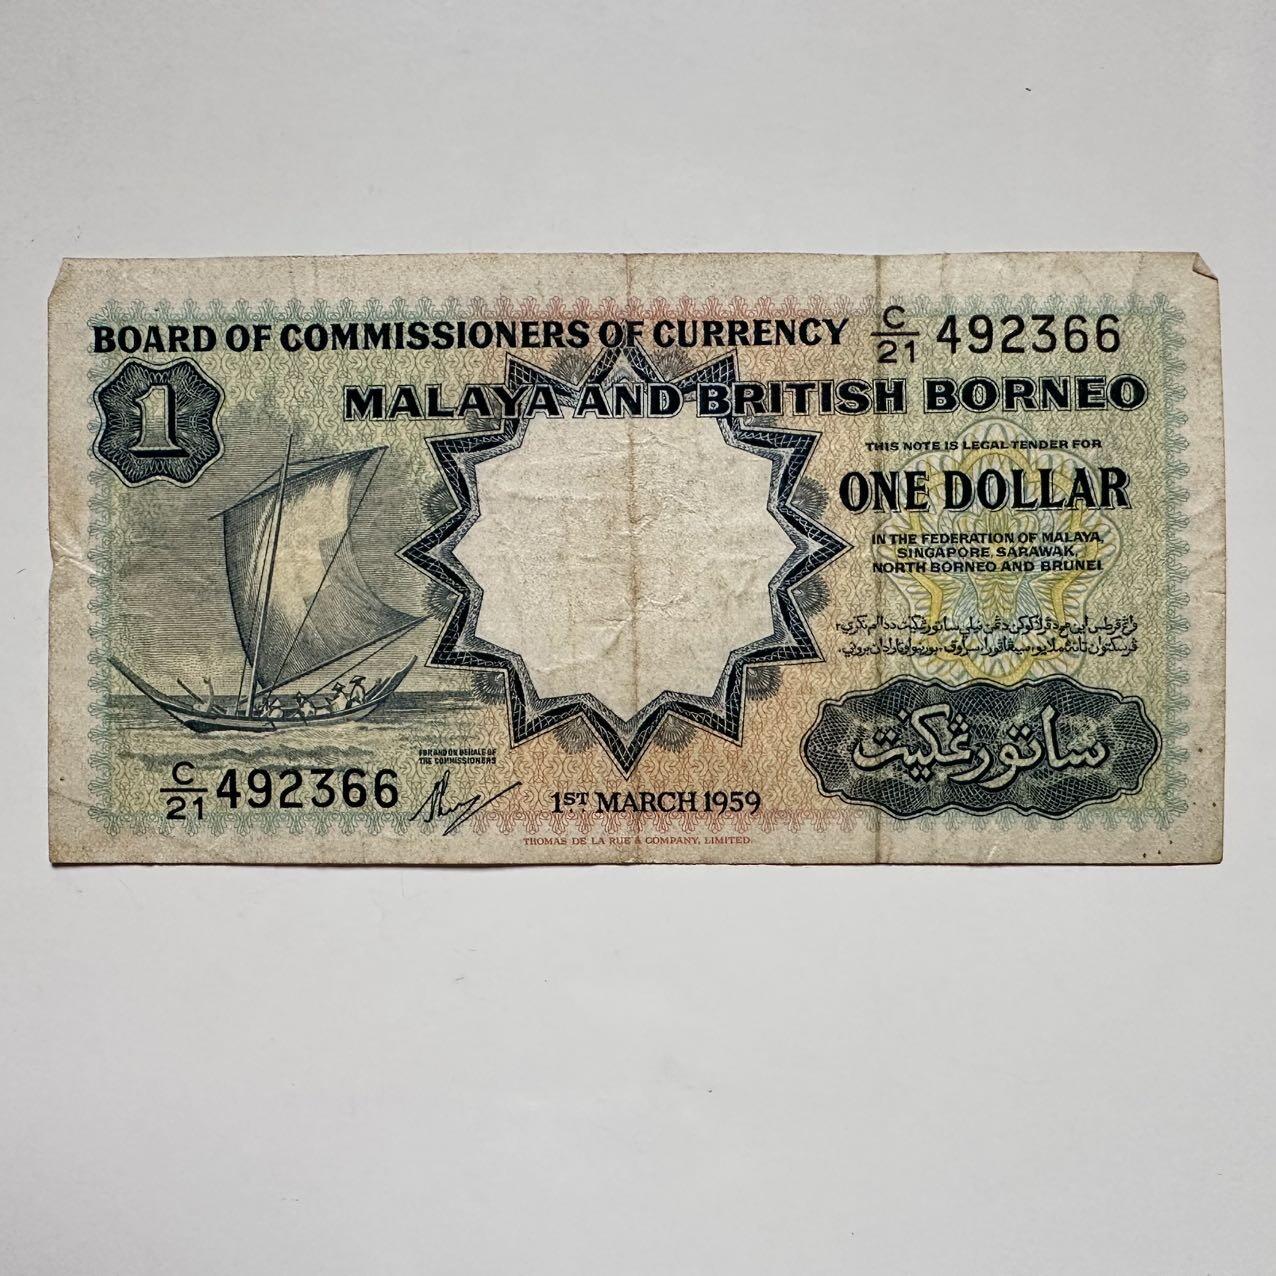 BOARD OF COMMISSIONERS OF CURRENCY
C/21 492366
MALAYA AND BRITISH BORNEO
1
THIS NOTE IS LEGAL TENDER FOR
ONE DOLLAR
IN THE FEDERATION OF MALAYA,
SINGAPORE, SARAWAK,
NORTH BORNEO AND BRUNEI.
ساتو رڠݢيت
FOR AND ON BEHALF OF
THE COMMISSIONERS
C/21 492366
1ST MARCH 1959
THOMAS DE LA RUE & COMPANY, LIMITED.